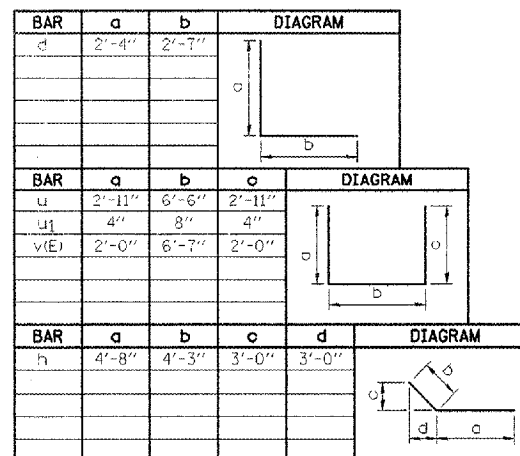 BAR a b DIAGRAM
d 2'-4" 2'-7"
a
b
BAR a b c DIAGRAM
u 2'-11" 6'-6" 2'-11"
u1 4" 8" 4"
v(E) 2'-0" 6'-7" 2'-0"
a
c
b
BAR a b c d DIAGRAM
h 4'-8" 4'-3" 3'-0" 3'-0"
b
c
d a